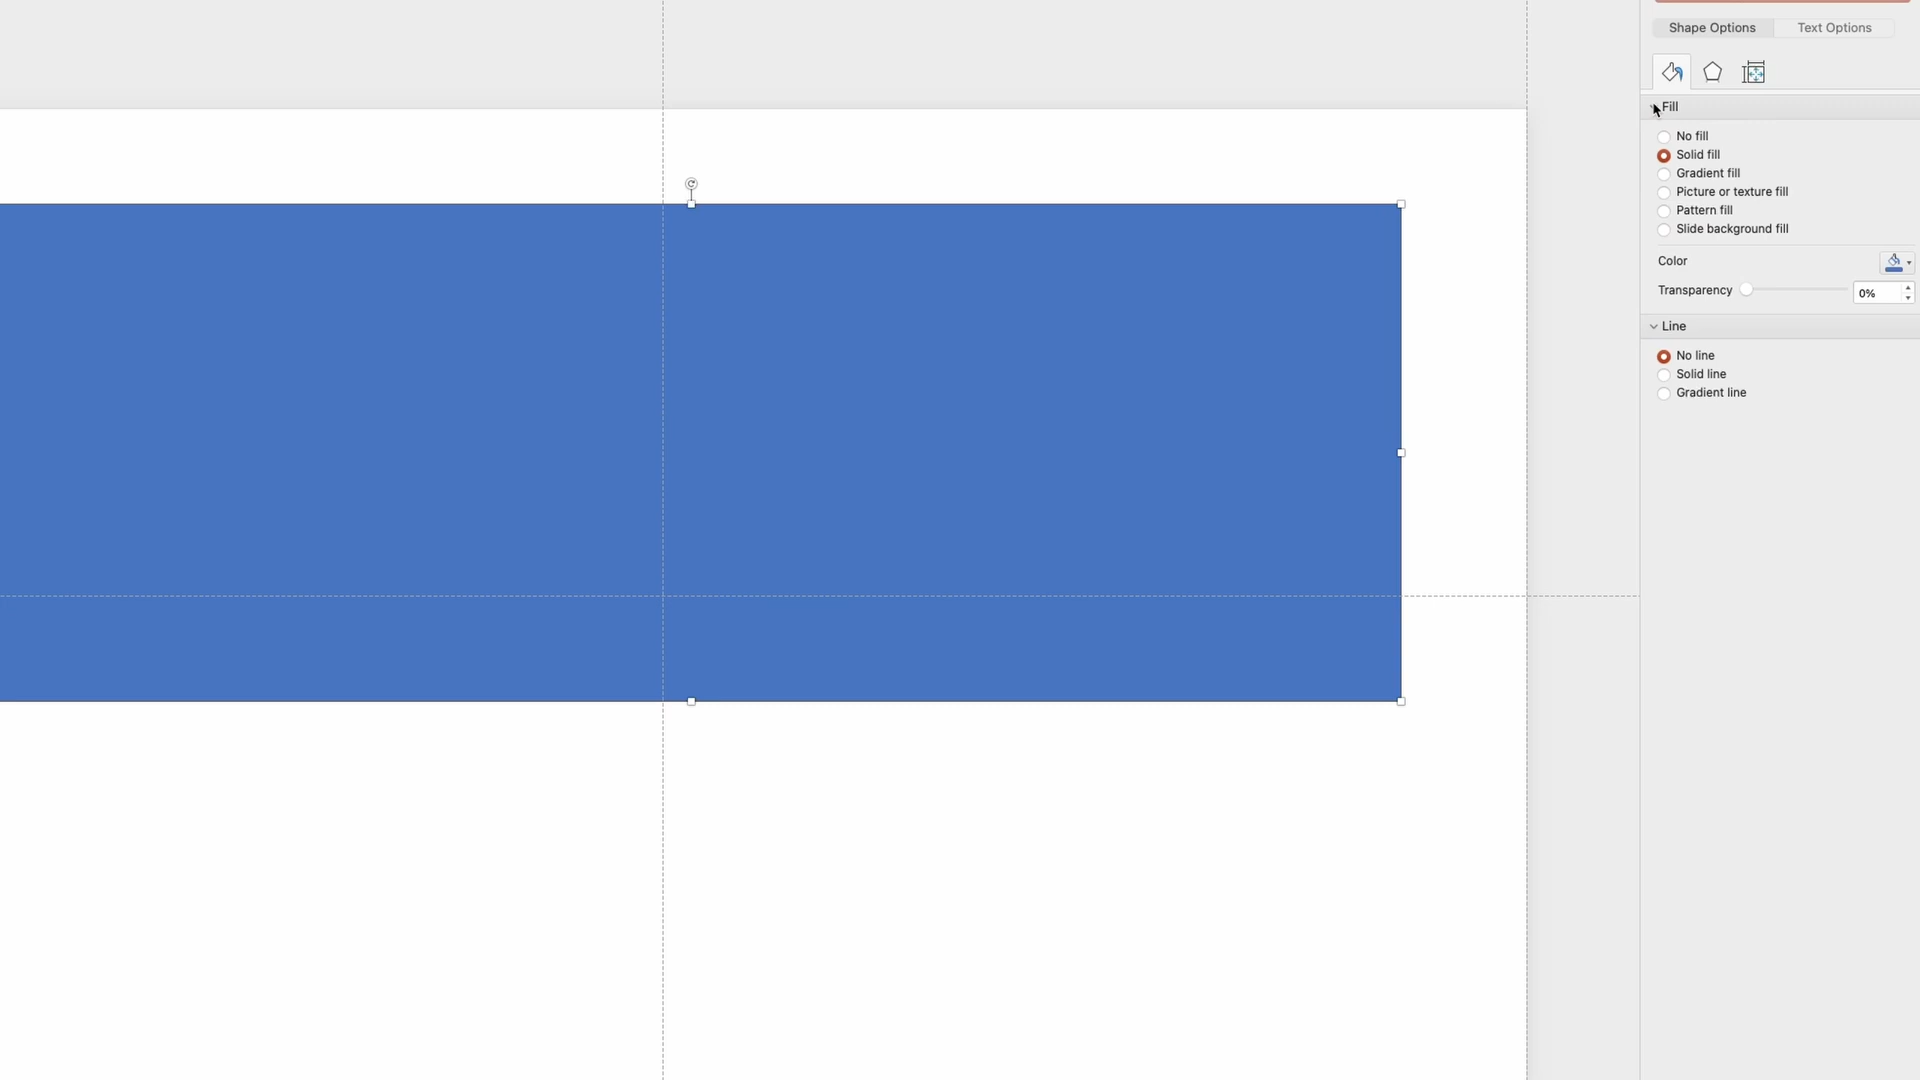 Shape Options Text Options
Fill
No fill
Solid fill
Gradient fill
Picture or texture fill
Pattern fill
Slide background fill
Color
Transparency 0%
Line
No line
Solid line
Gradient line